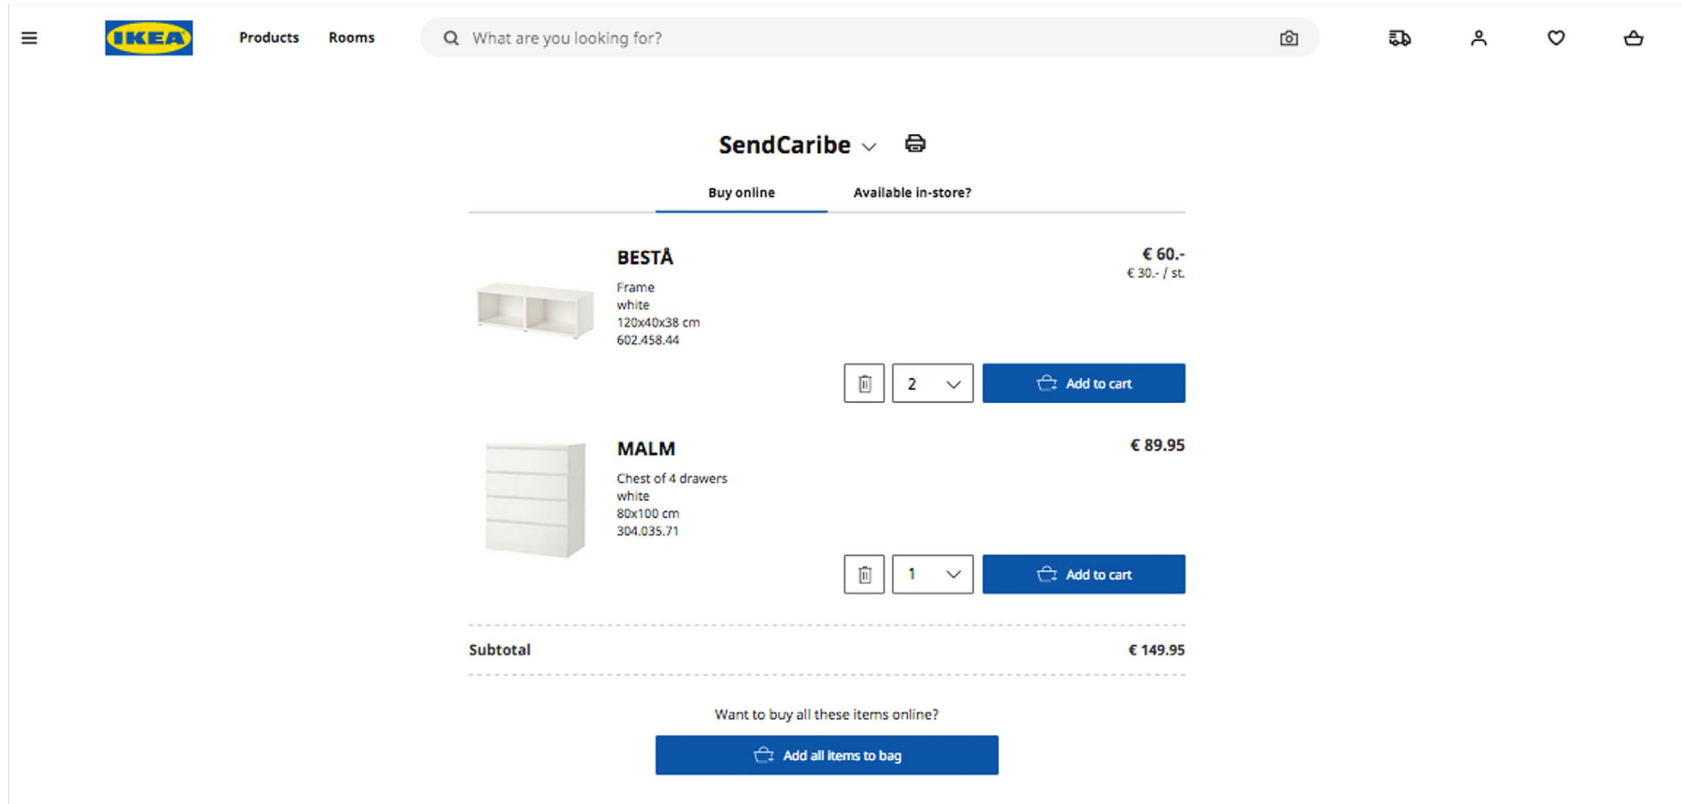 IKEA
Products
Rooms
What are you looking for?
SendCaribe
Buy online
Available in-store?
BESTÅ
€ 60.-
€ 30.- / st.
Frame
white
120x40x38 cm
602.458.44
2
Add to cart
MALM
€ 89.95
Chest of 4 drawers
white
80x100 cm
304.035.71
1
Add to cart
Subtotal
€ 149.95
Want to buy all these items online?
Add all items to bag